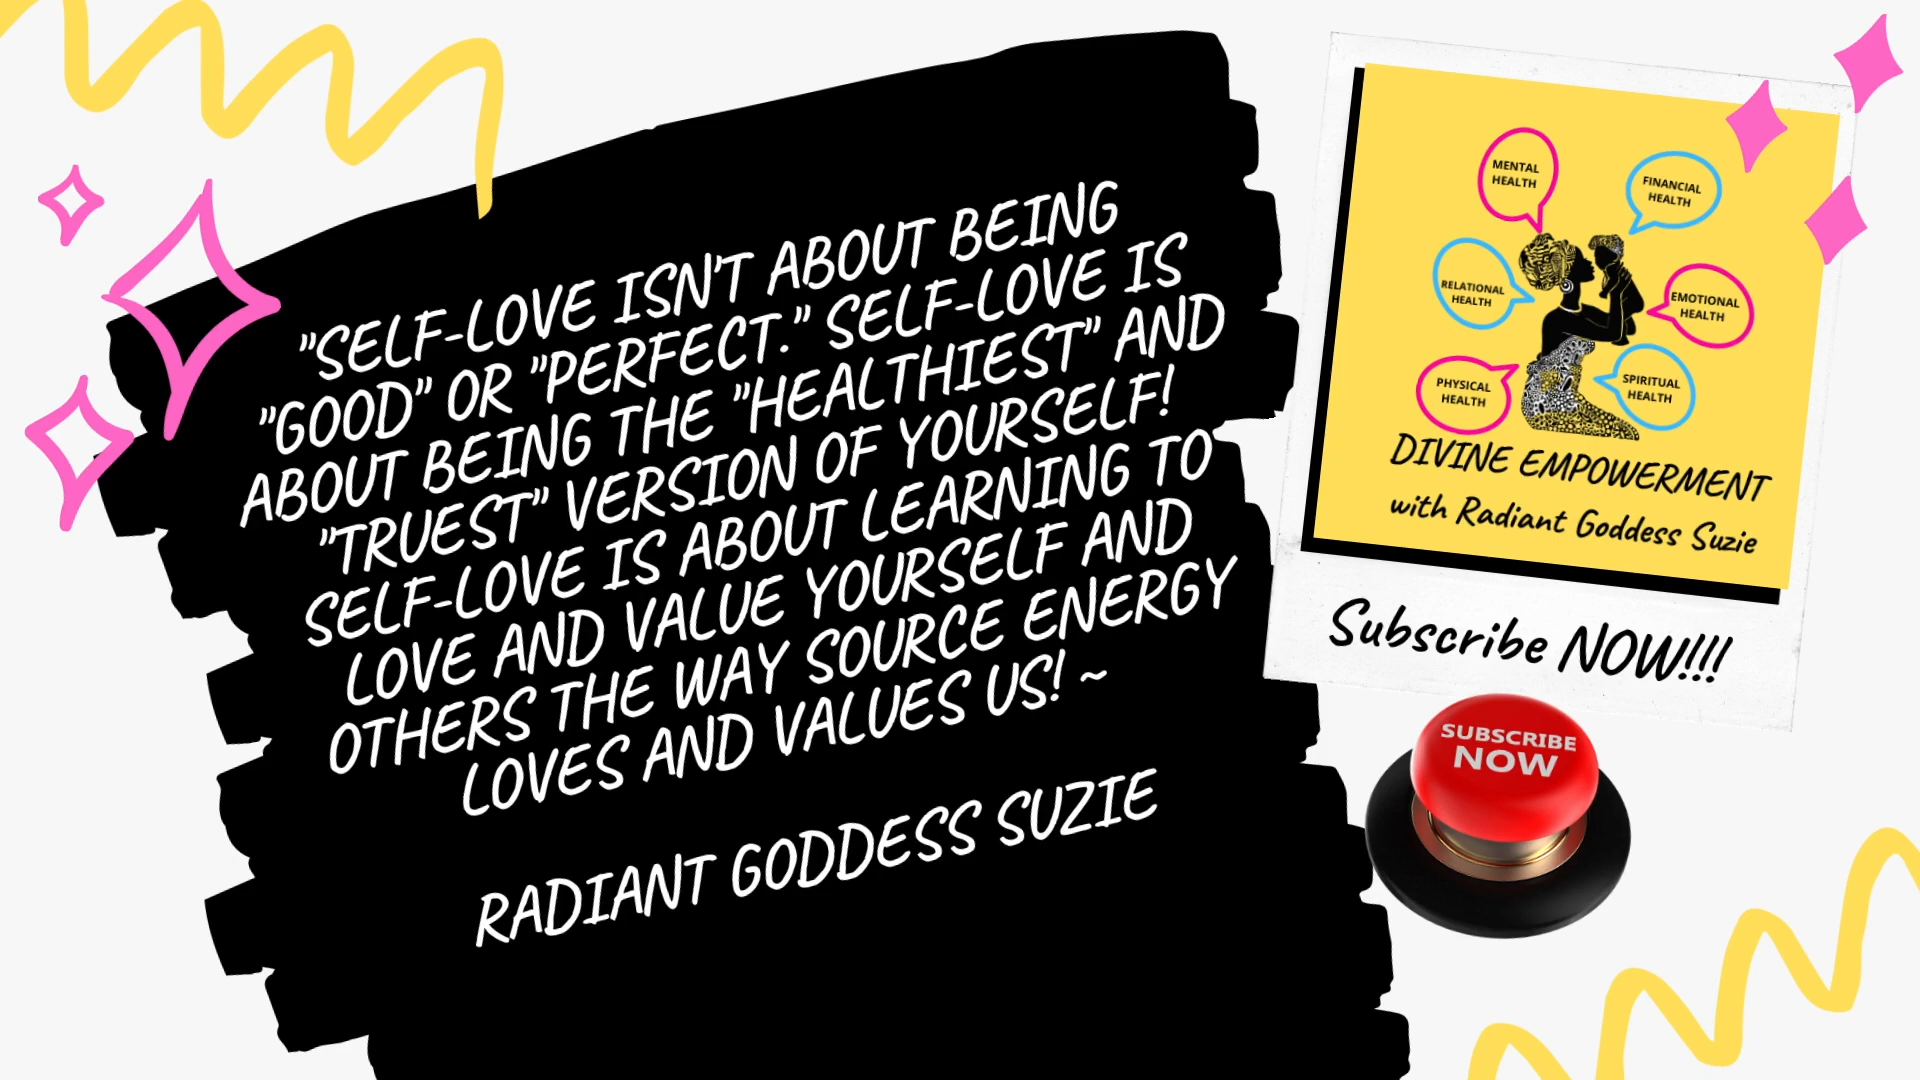 "SELF-LOVE ISN'T ABOUT BEING
"GOOD" OR "PERFECT." SELF-LOVE IS
ABOUT BEING THE "HEALTHIEST" AND
"TRUEST" VERSION OF YOURSELF!
SELF-LOVE IS ABOUT LEARNING TO
LOVE AND VALUE YOURSELF AND
OTHERS THE WAY SOURCE ENERGY
LOVES AND VALUES US! ~
RADIANT GODDESS SUZIE
MENTAL
HEALTH
FINANCIAL
HEALTH
RELATIONAL
HEALTH
EMOTIONAL
HEALTH
PHYSICAL
HEALTH
SPIRITUAL
HEALTH
DIVINE EMPOWERMENT
with Radiant Goddess Suzie
Subscribe NOW!!!
SUBSCRIBE
NOW